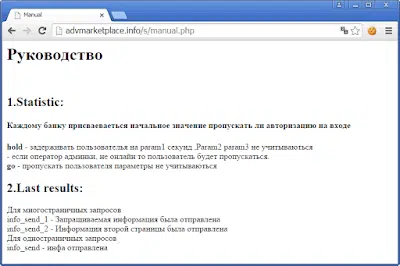 Manual
advmarketplace.info/s/manual.php
Руководство
1.Statistic:
Каждому банку присваевается начальное значение пропускать ли авторизацию на входе
hold - задерживать пользователья на param1 секунд .Param2 param3 не учитываються
- если оператор админки, не онлайн то пользователь будет пропускаться.
go - пропускать пользователя параметры не учитываються
2.Last results:
Для многостраничных запросов
info_send_1 - Запрашиваемая информация была отправлена
info_send_2 - Информация второй страницы была отправлена
Для одностраничных запросов
info_send - инфа отправлена